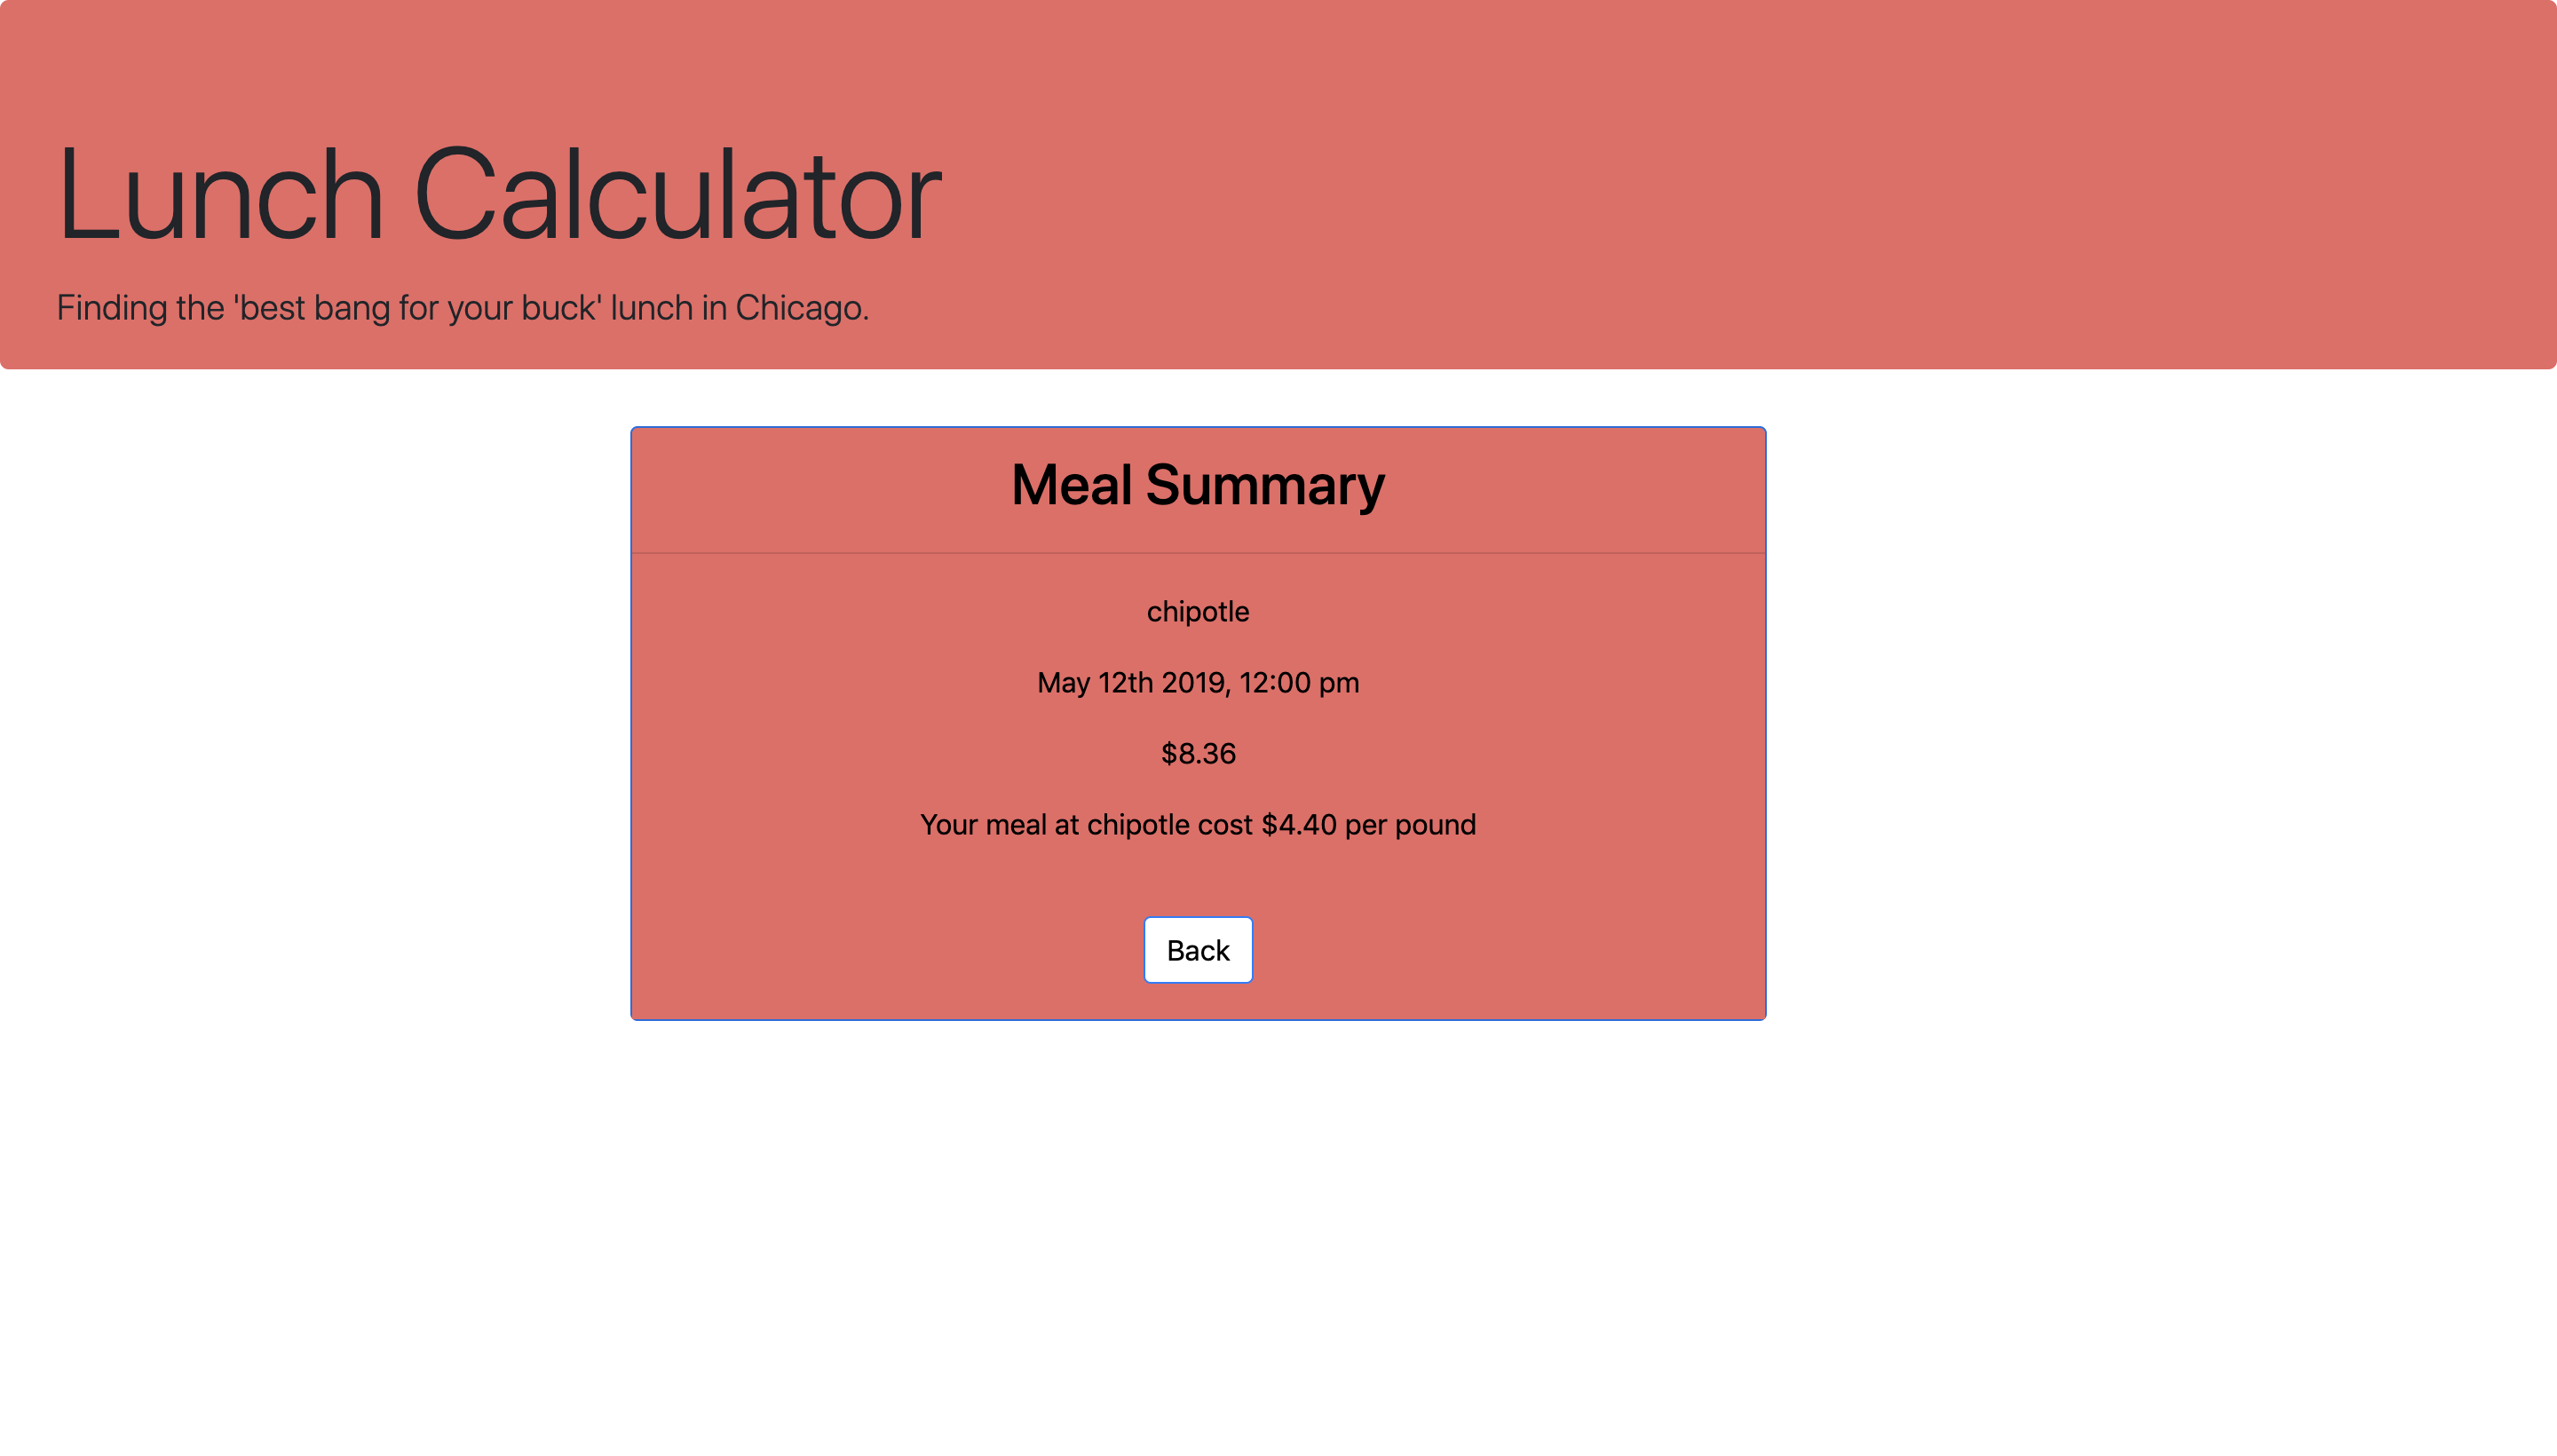 Lunch Calculator
Finding the 'best bang for your buck' lunch in Chicago.
Meal Summary
chipotle
May 12th 2019, 12:00 pm
$8.36
Your meal at chipotle cost $4.40 per pound
Back